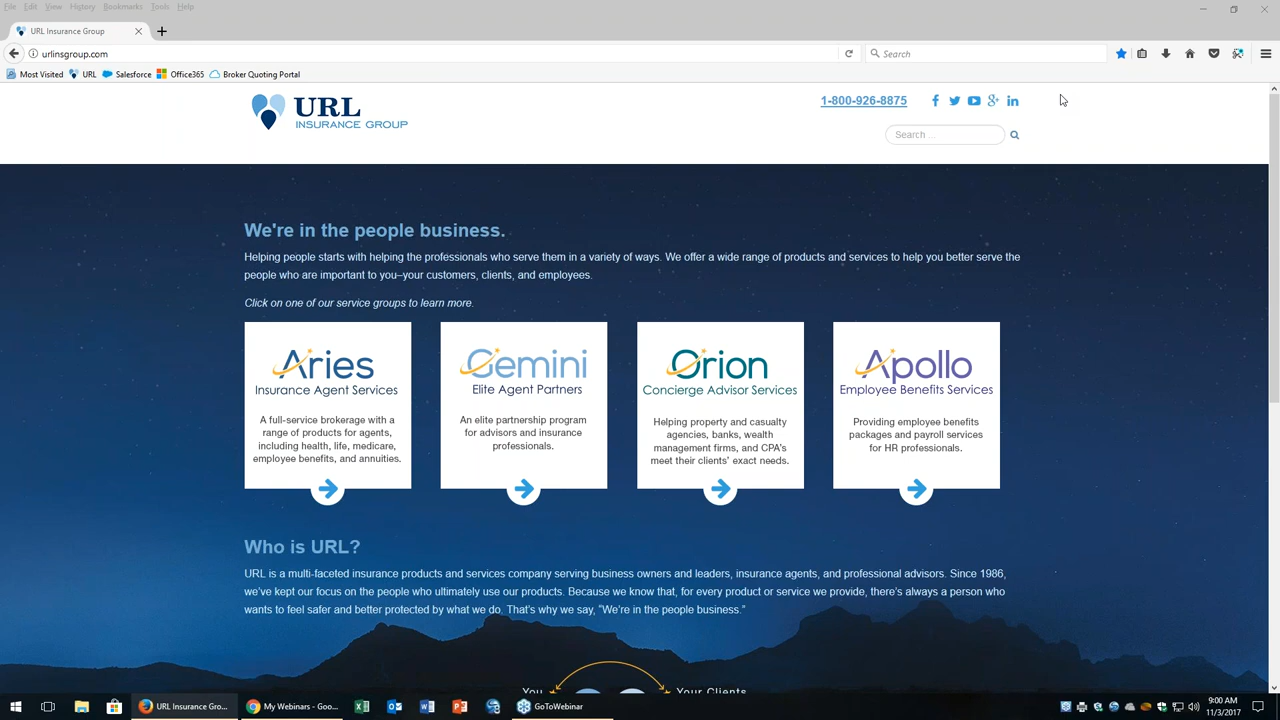 File Edit View History Bookmarks Tools Help
URL Insurance Group
urlinsgroup.com
Search
Most Visited URL Salesforce Office365 Broker Quoting Portal
URL
INSURANCE GROUP
1-800-926-8875
Search ...
We're in the people business.
Helping people starts with helping the professionals who serve them in a variety of ways. We offer a wide range of products and services to help you better serve the
people who are important to you–your customers, clients, and employees.
Click on one of our service groups to learn more.
Aries
Insurance Agent Services
A full-service brokerage with a
range of products for agents,
including health, life, medicare,
employee benefits, and annuities.
Gemini
Elite Agent Partners
An elite partnership program
for advisors and insurance
professionals.
Orion
Concierge Advisor Services
Helping property and casualty
agencies, banks, wealth
management firms, and CPA's
meet their clients' exact needs.
Apollo
Employee Benefits Services
Providing employee benefits
packages and payroll services
for HR professionals.
Who is URL?
URL is a multi-faceted insurance products and services company serving business owners and leaders, insurance agents, and professional advisors. Since 1986,
we've kept our focus on the people who ultimately use our products. Because we know that, for every product or service we provide, there's always a person who
wants to feel safer and better protected by what we do. That's why we say, “We're in the people business.”
You Your Clients
URL Insurance Gro... My Webinars - Goo... GoToWebinar
9:00 AM
11/3/2017